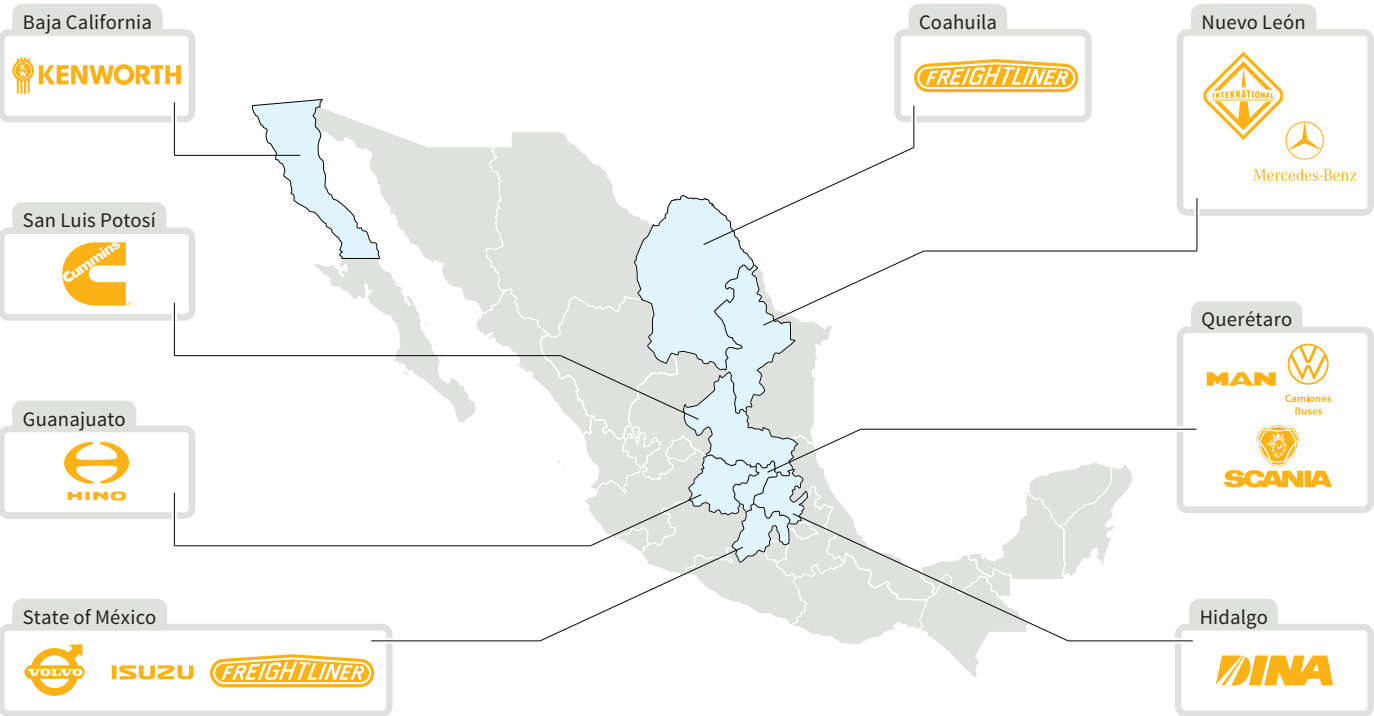 Baja California
KW
KENWORTH
Coahuila
FREIGHTLINER
Nuevo León
INTERNATIONAL
Mercedes-Benz
San Luis Potosí
Cummins
Querétaro
MAN
Camiones
Buses
SCANIA
Guanajuato
HINO
State of México
VOLVO
ISUZU
FREIGHTLINER
Hidalgo
DINA